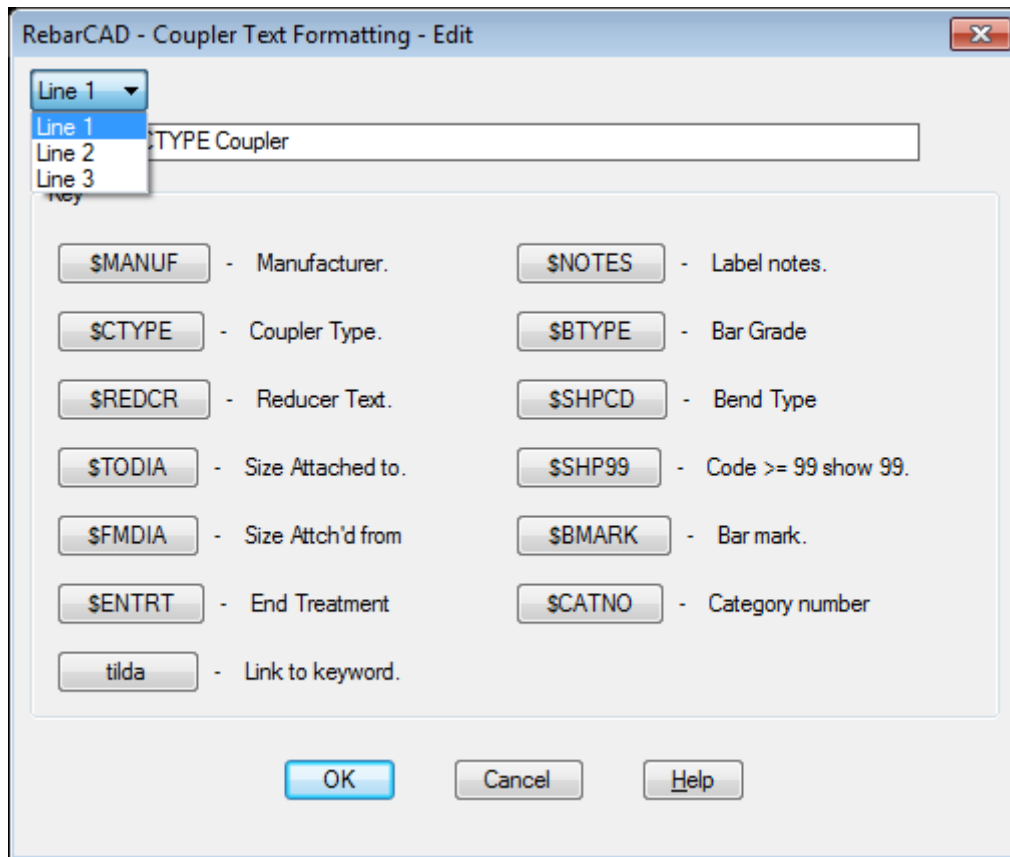 RebarCAD - Coupler Text Formatting - Edit
Line 1
Line 1
Line 2
Line 3
CTYPE Coupler
Key
$MANUF - Manufacturer.
$NOTES - Label notes.
$CTYPE - Coupler Type.
$BTYPE - Bar Grade
$REDCR - Reducer Text.
$SHPCD - Bend Type
$TODIA - Size Attached to.
$SHP99 - Code >= 99 show 99.
$FMDIA - Size Attch'd from
$BMARK - Bar mark.
$ENTRT - End Treatment
$CATNO - Category number
tilda - Link to keyword.
OK
Cancel
Help